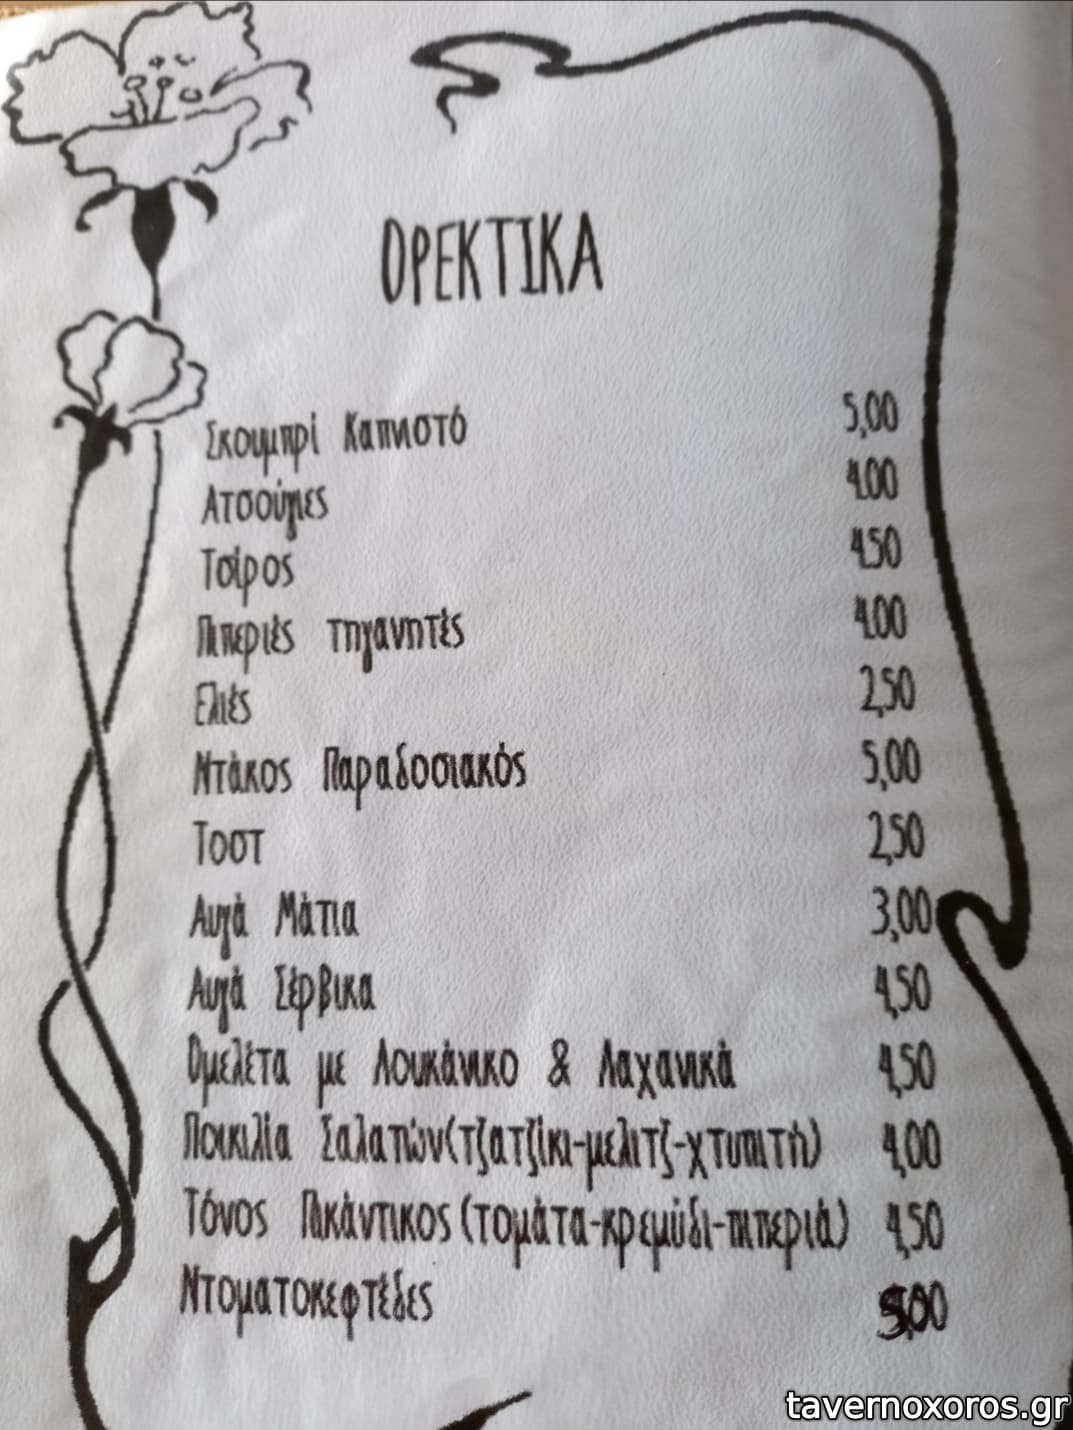 ΟΡΕΚΤΙΚΑ
Σκουμπρί Καπνιστό 5,00
Ατσούγιες 4,00
Τσίρος 4,50
Πιπεριές τηγανητές 4,00
Ελιές 2,50
Ντάκος Παραδοσιακός 5,00
Τοστ 2,50
Αυγά Μάτια 3,00
Αυγά Σέρβικα 4,50
Ομελέτα με Λουκάνικο & Λαχανικά 4,50
Ποικιλία Σαλατών(τζατζίκι-μελιτζ-χτυπιτή) 4,00
Τόνος Πικάντικος (τομάτα-κρεμύδι-πιπεριά) 4,50
Ντοματοκεφτέδες 5,00
tavernoxoros.gr